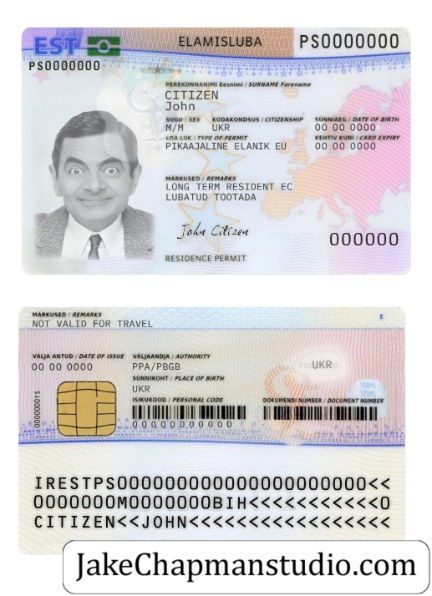 EST
ELAMISLUBA
PS0000000
PS0000000
PEREKONNANIMI Eesnimi / SURNAME Forename
CITIZEN
John
SUGU / SEX KODAKONDSUS / CITIZENSHIP SÜNNIAEG / DATE OF BIRTH
M/M UKR 00 00 0000
LOA LIIK / TYPE OF PERMIT KEHTIV KUNI / CARD EXPIRY
PIKAAJALINE ELANIK EU 00 00 0000
MÄRKUSED / REMARKS
LONG TERM RESIDENT EC
LUBATUD TÖÖTADA
John Citizen
000000
RESIDENCE PERMIT
MÄRKUSED / REMARKS
NOT VALID FOR TRAVEL
VÄLJA ANTUD / DATE OF ISSUE VÄLJAANDJA / AUTHORITY
00 00 0000 PPA/PBGB
SÜNNIKOHT / PLACE OF BIRTH
UKR
UKR
ISIKUKOOD / PERSONAL CODE DOKUMENDI NUMBER / DOCUMENT NUMBER
00000000000
IRESTPS00000000000000000000000<<
0000000M0000000BIH<<<<<<<<<<<0
CITIZEN<<JOHN<<<<<<<<<<<<<<<<<
JakeChapmanstudio.com